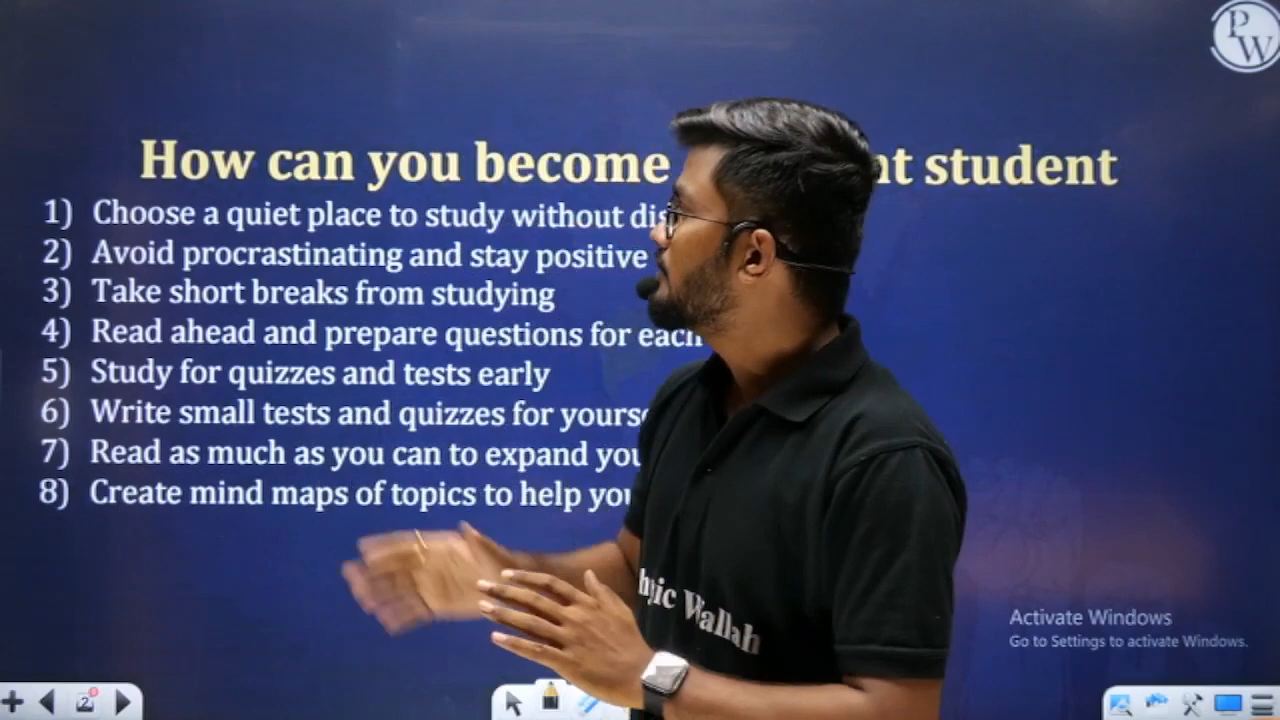 PW
How can you become nt student
1) Choose a quiet place to study without dis
2) Avoid procrastinating and stay positive
3) Take short breaks from studying
4) Read ahead and prepare questions for each
5) Study for quizzes and tests early
6) Write small tests and quizzes for yourse
7) Read as much as you can to expand you
8) Create mind maps of topics to help you
hysic Wallah
Activate Windows
Go to Settings to activate Windows.
2